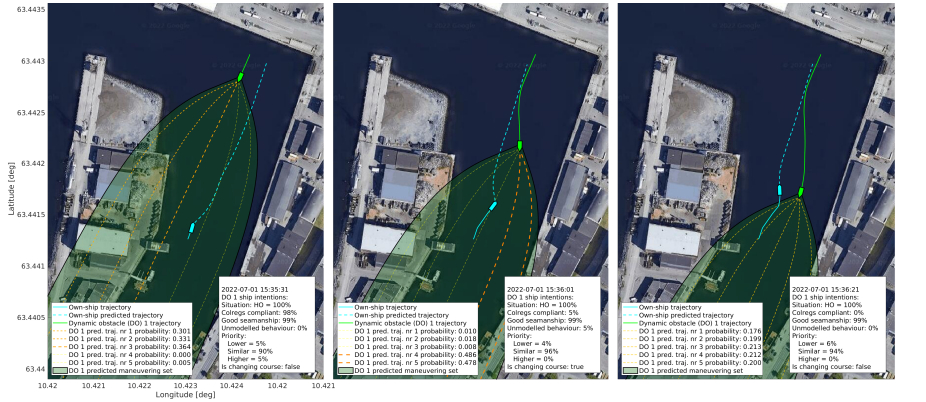 63.4435
63.443
63.4425
63.442
63.4415
63.441
63.4405
63.44
Latitude [deg]
10.42
10.421
10.422
10.423
10.424
10.421
Longitude [deg]
Own-ship trajectory
Own-ship predicted trajectory
Dynamic obstacle (DO) 1 trajectory
DO 1 pred. traj. nr 1 probability: 0.301
DO 1 pred. traj. nr 2 probability: 0.331
DO 1 pred. traj. nr 3 probability: 0.364
DO 1 pred. traj. nr 4 probability: 0.000
DO 1 pred. traj. nr 5 probability: 0.005
DO 1 predicted maneuvering set
2022-07-01 15:35:31
DO 1 ship intentions:
Situation: HO = 100%
Colregs compliant: 98%
Good seamanship: 99%
Unmodelled behaviour: 0%
Priority:
Lower = 5%
Similar = 90%
Higher = 5%
Is changing course: false
Own-ship trajectory
Own-ship predicted trajectory
Dynamic obstacle (DO) 1 trajectory
DO 1 pred. traj. nr 1 probability: 0.010
DO 1 pred. traj. nr 2 probability: 0.018
DO 1 pred. traj. nr 3 probability: 0.008
DO 1 pred. traj. nr 4 probability: 0.486
DO 1 pred. traj. nr 5 probability: 0.478
DO 1 predicted maneuvering set
2022-07-01 15:36:01
DO 1 ship intentions:
Situation: HO = 100%
Colregs compliant: 5%
Good seamanship: 99%
Unmodelled behaviour: 5%
Priority:
Lower = 4%
Similar = 96%
Higher = 0%
Is changing course: true
Own-ship trajectory
Own-ship predicted trajectory
Dynamic obstacle (DO) 1 trajectory
DO 1 pred. traj. nr 1 probability: 0.176
DO 1 pred. traj. nr 2 probability: 0.199
DO 1 pred. traj. nr 3 probability: 0.213
DO 1 pred. traj. nr 4 probability: 0.212
DO 1 pred. traj. nr 5 probability: 0.200
DO 1 predicted maneuvering set
2022-07-01 15:36:21
DO 1 ship intentions:
Situation: HO = 100%
Colregs compliant: 0%
Good seamanship: 99%
Unmodelled behaviour: 0%
Priority:
Lower = 6%
Similar = 94%
Higher = 0%
Is changing course: false